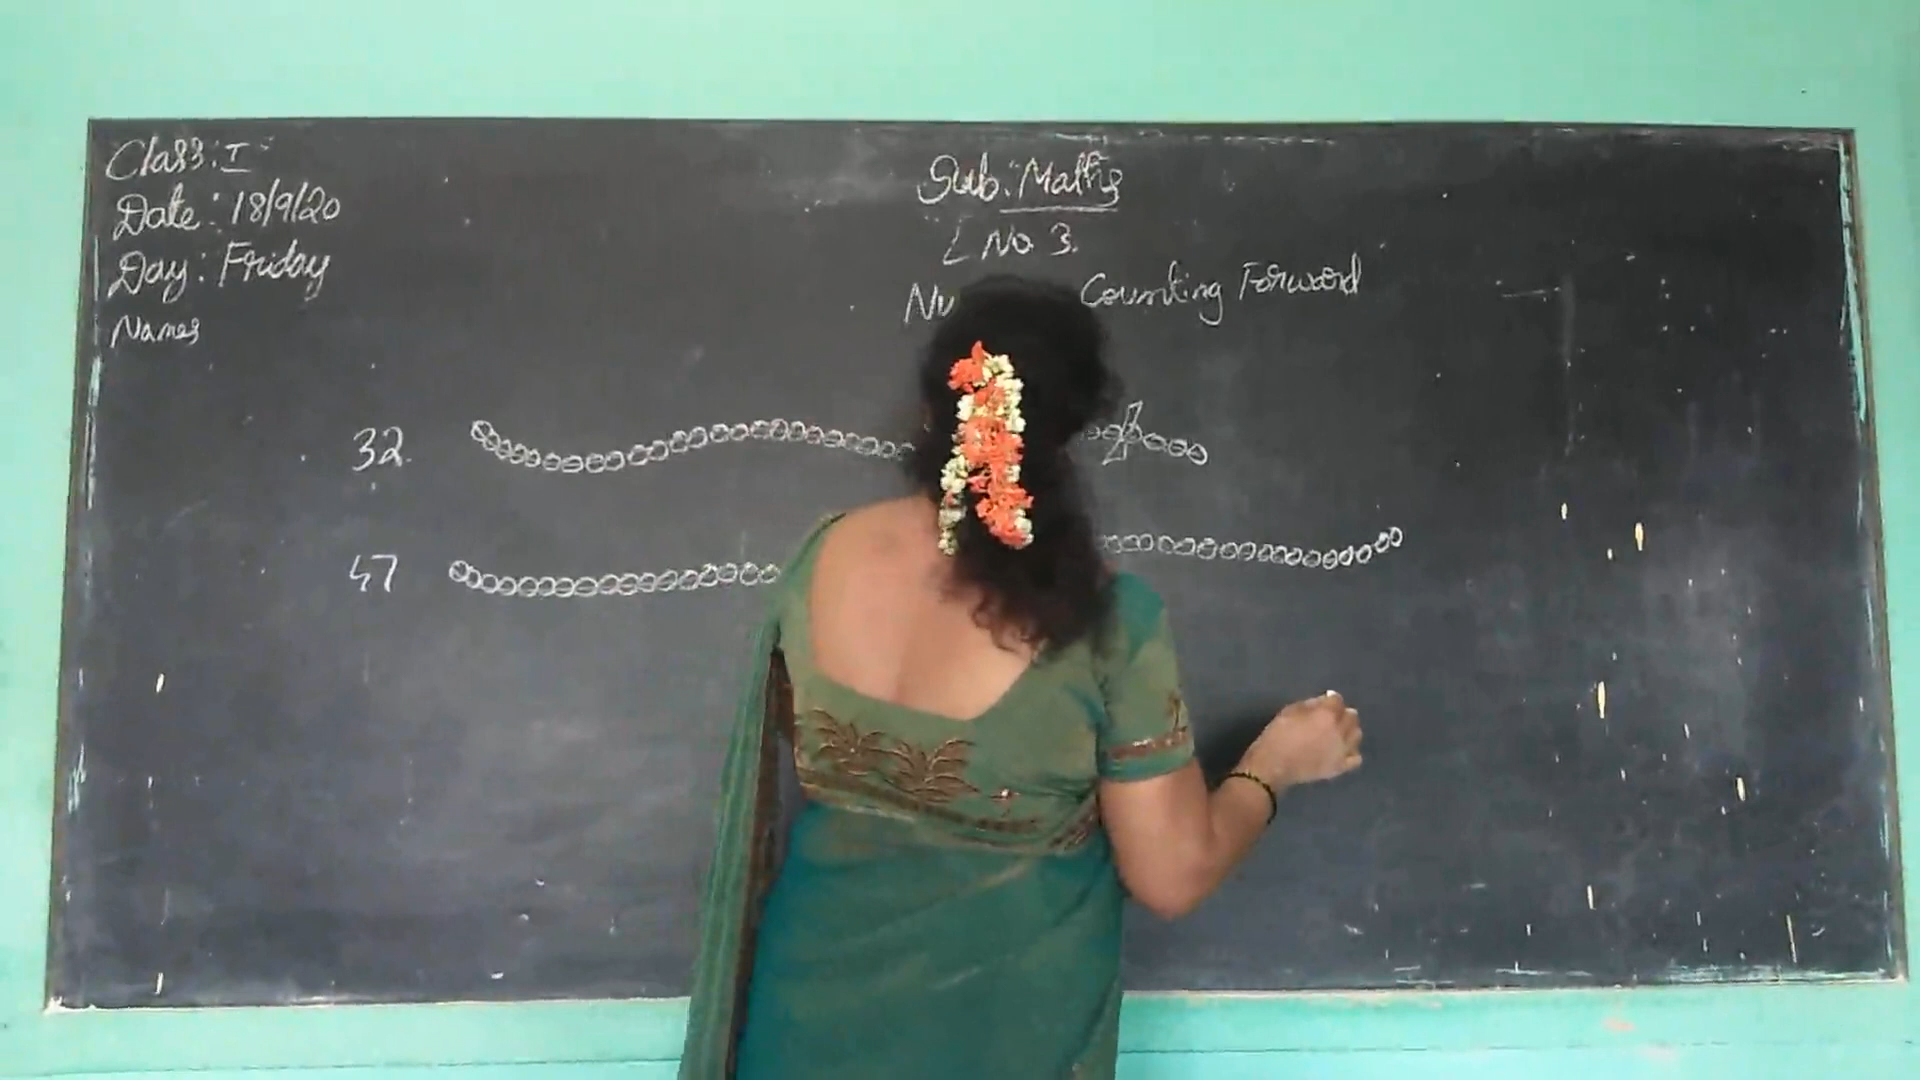 Class: I
Date: 18/9/20
Day: Friday
Names
Sub: Maths
L No 3.
Counting Forward
32
47